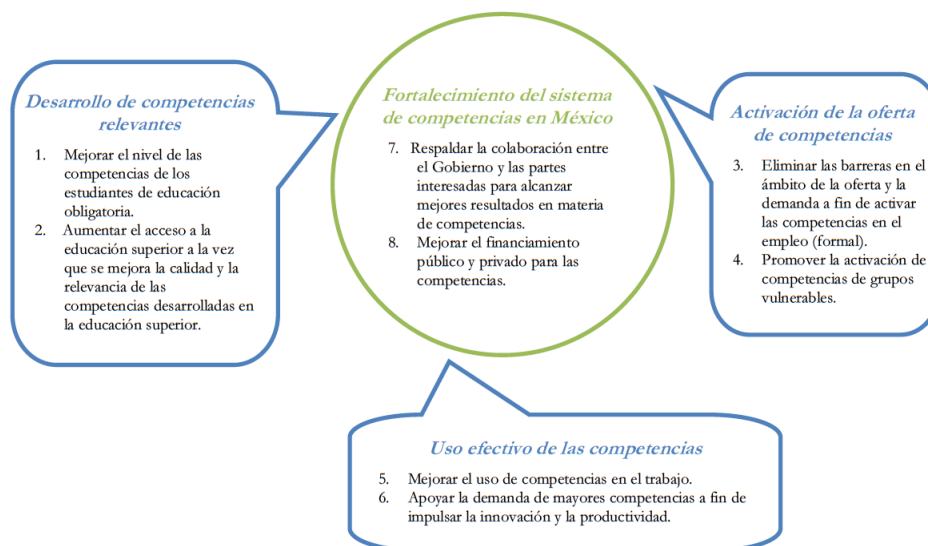 Desarrollo de competencias
relevantes
1. Mejorar el nivel de las
competencias de los
estudiantes de educación
obligatoria.
2. Aumentar el acceso a la
educación superior a la vez
que se mejora la calidad y la
relevancia de las
competencias desarrolladas en
la educación superior.
Fortalecimiento del sistema
de competencias en México
7. Respaldar la colaboración entre
el Gobierno y las partes
interesadas para alcanzar
mejores resultados en materia
de competencias.
8. Mejorar el financiamiento
público y privado para las
competencias.
Activación de la oferta
de competencias
3. Eliminar las barreras en el
ámbito de la oferta y la
demanda a fin de activar
las competencias en el
empleo (formal).
4. Promover la activación de
competencias de grupos
vulnerables.
Uso efectivo de las competencias
5. Mejorar el uso de competencias en el trabajo.
6. Apoyar la demanda de mayores competencias a fin de
impulsar la innovación y la productividad.